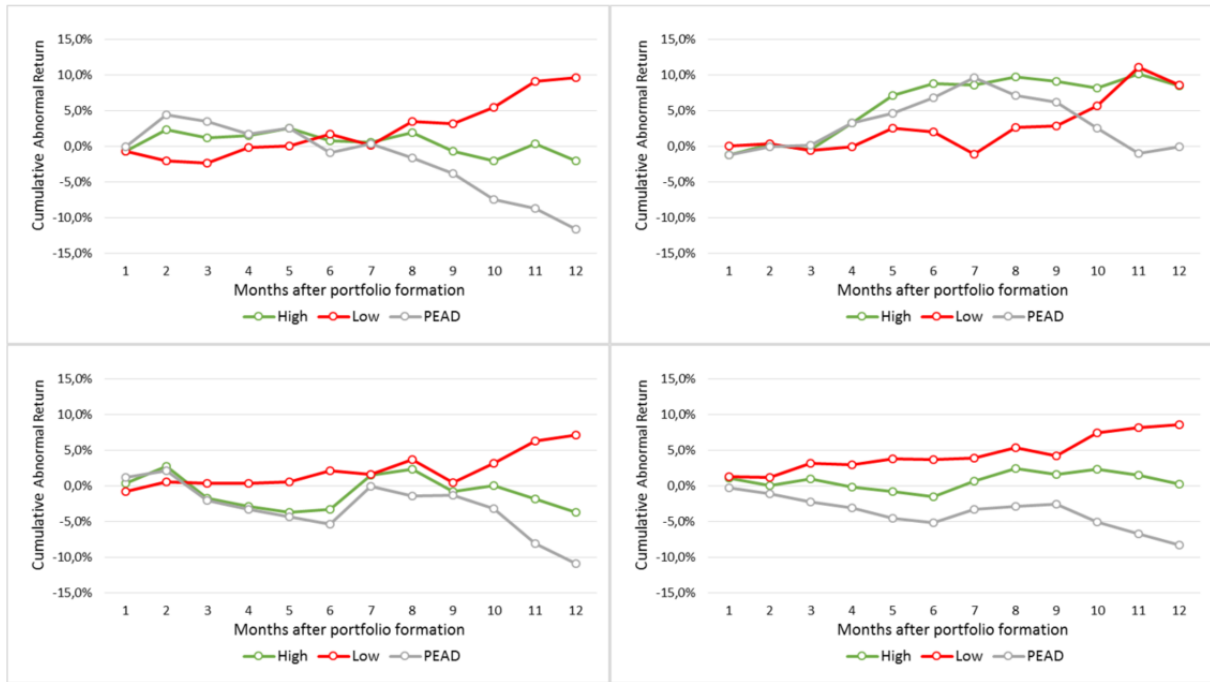 Cumulative Abnormal Return
15,0%
10,0%
5,0%
0,0%
-5,0%
-10,0%
-15,0%
1 2 3 4 5 6 7 8 9 10 11 12
Months after portfolio formation
High Low PEAD
Cumulative Abnormal Return
15,0%
10,0%
5,0%
0,0%
-5,0%
-10,0%
-15,0%
1 2 3 4 5 6 7 8 9 10 11 12
Months after portfolio formation
High Low PEAD
Cumulative Abnormal Return
15,0%
10,0%
5,0%
0,0%
-5,0%
-10,0%
-15,0%
1 2 3 4 5 6 7 8 9 10 11 12
Months after portfolio formation
High Low PEAD
Cumulative Abnormal Return
15,0%
10,0%
5,0%
0,0%
-5,0%
-10,0%
-15,0%
1 2 3 4 5 6 7 8 9 10 11 12
Months after portfolio formation
High Low PEAD